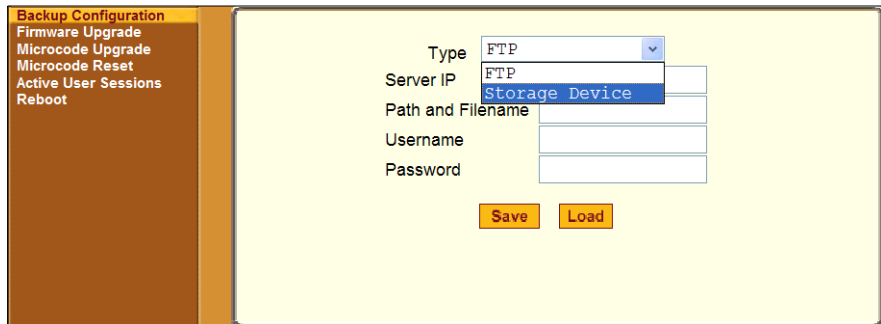 Backup Configuration
Firmware Upgrade
Microcode Upgrade
Microcode Reset
Active User Sessions
Reboot
Type FTP
FTP
Server IP
Storage Device
Path and Filename
Username
Password
Save Load